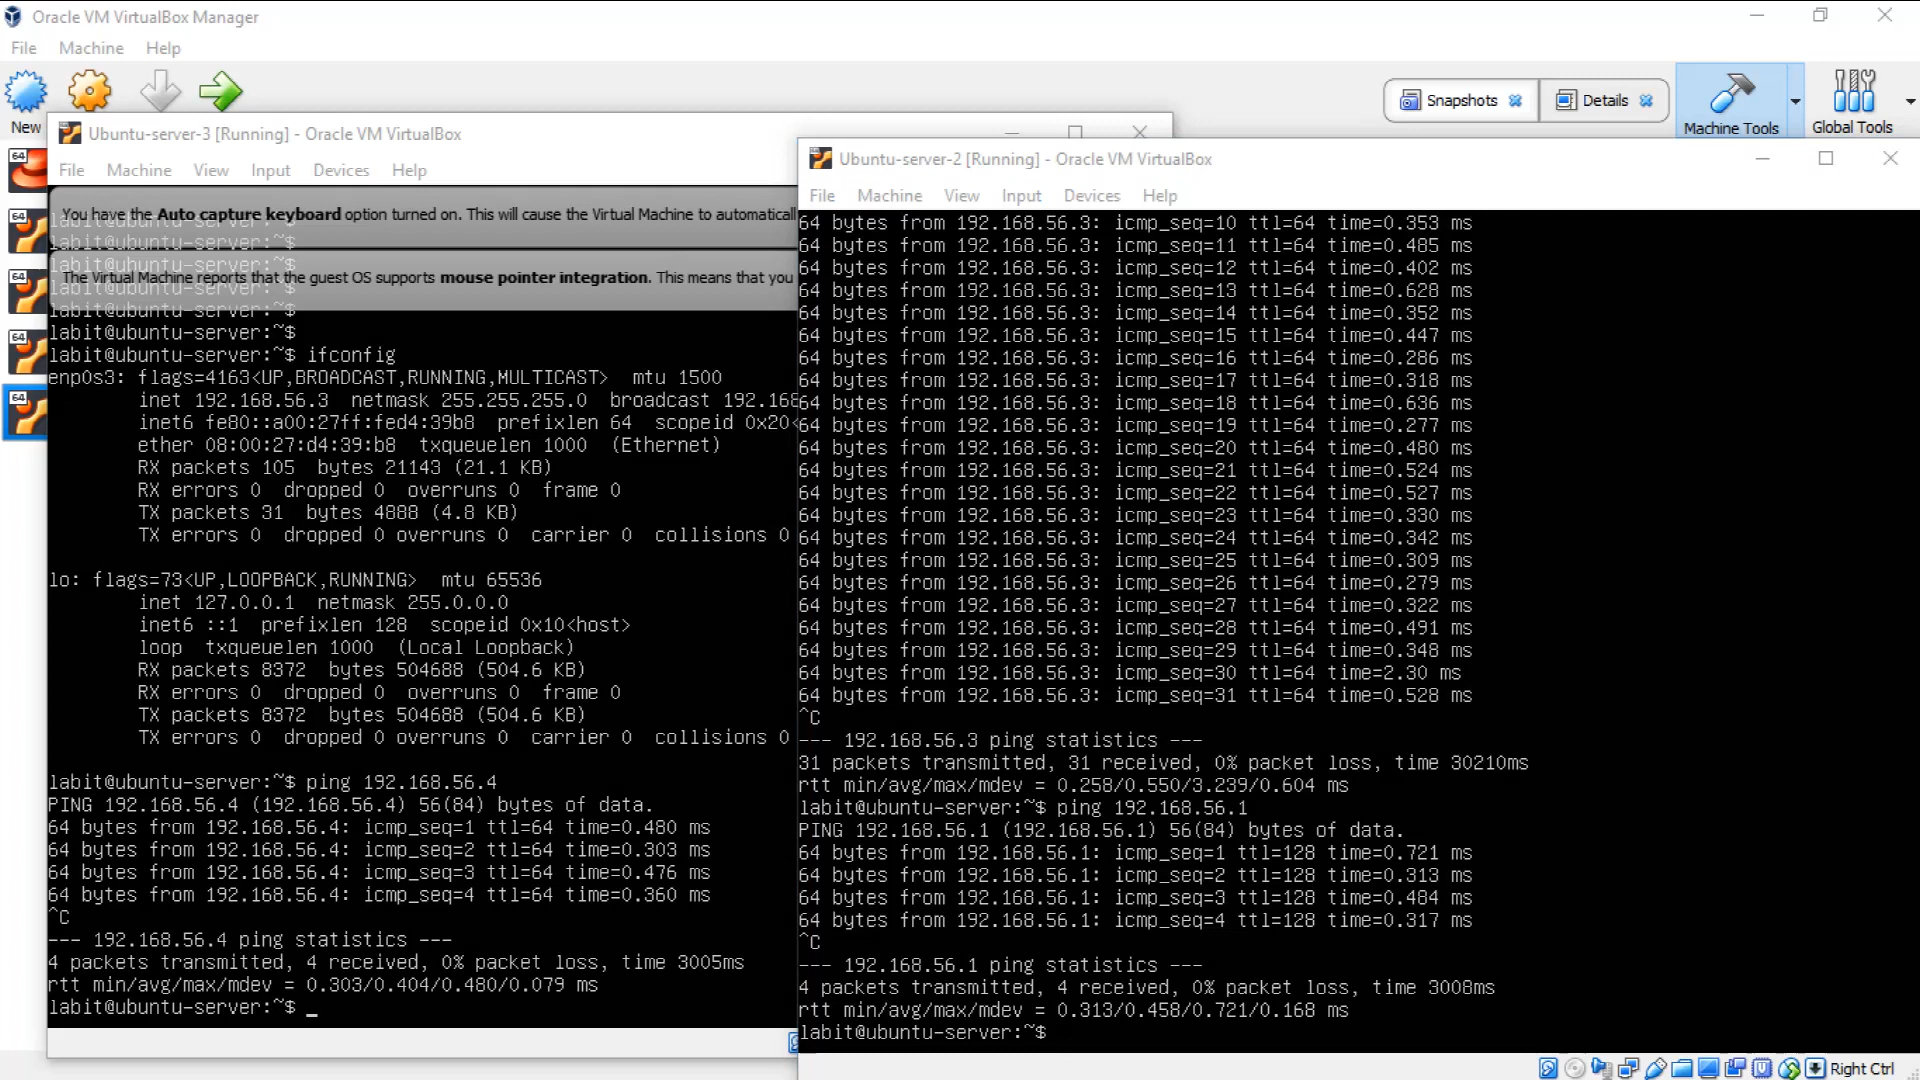 Oracle VM VirtualBox Manager
File Machine Help
New
Snapshots
Details
Machine Tools
Global Tools
64
64
64
64
64
Ubuntu-server-3 [Running] - Oracle VM VirtualBox
File Machine View Input Devices Help
You have the Auto capture keyboard option turned on. This will cause the Virtual Machine to automaticall
labit@ubuntu-server:~$
labit@ubuntu-server:~$
labit@ubuntu-server:~$
The Virtual Machine reports that the guest OS supports mouse pointer integration. This means that you
labit@ubuntu-server:~$
labit@ubuntu-server:~$
labit@ubuntu-server:~$
labit@ubuntu-server:~$ ifconfig
enp0s3: flags=4163<UP,BROADCAST,RUNNING,MULTICAST> mtu 1500
inet 192.168.56.3 netmask 255.255.255.0 broadcast 192.168
inet6 fe80::a00:27ff:fed4:39b8 prefixlen 64 scopeid 0x20<
ether 08:00:27:d4:39:b8 txqueuelen 1000 (Ethernet)
RX packets 105 bytes 21143 (21.1 KB)
RX errors 0 dropped 0 overruns 0 frame 0
TX packets 31 bytes 4888 (4.8 KB)
TX errors 0 dropped 0 overruns 0 carrier 0 collisions 0
lo: flags=73<UP,LOOPBACK,RUNNING> mtu 65536
inet 127.0.0.1 netmask 255.0.0.0
inet6 ::1 prefixlen 128 scopeid 0x10<host>
loop txqueuelen 1000 (Local Loopback)
RX packets 8372 bytes 504688 (504.6 KB)
RX errors 0 dropped 0 overruns 0 frame 0
TX packets 8372 bytes 504688 (504.6 KB)
TX errors 0 dropped 0 overruns 0 carrier 0 collisions 0
labit@ubuntu-server:~$ ping 192.168.56.4
PING 192.168.56.4 (192.168.56.4) 56(84) bytes of data.
64 bytes from 192.168.56.4: icmp_seq=1 ttl=64 time=0.480 ms
64 bytes from 192.168.56.4: icmp_seq=2 ttl=64 time=0.303 ms
64 bytes from 192.168.56.4: icmp_seq=3 ttl=64 time=0.476 ms
64 bytes from 192.168.56.4: icmp_seq=4 ttl=64 time=0.360 ms
^C
--- 192.168.56.4 ping statistics ---
4 packets transmitted, 4 received, 0% packet loss, time 3005ms
rtt min/avg/max/mdev = 0.303/0.404/0.480/0.079 ms
labit@ubuntu-server:~$ _
Ubuntu-server-2 [Running] - Oracle VM VirtualBox
File Machine View Input Devices Help
64 bytes from 192.168.56.3: icmp_seq=10 ttl=64 time=0.353 ms
64 bytes from 192.168.56.3: icmp_seq=11 ttl=64 time=0.485 ms
64 bytes from 192.168.56.3: icmp_seq=12 ttl=64 time=0.402 ms
64 bytes from 192.168.56.3: icmp_seq=13 ttl=64 time=0.628 ms
64 bytes from 192.168.56.3: icmp_seq=14 ttl=64 time=0.352 ms
64 bytes from 192.168.56.3: icmp_seq=15 ttl=64 time=0.447 ms
64 bytes from 192.168.56.3: icmp_seq=16 ttl=64 time=0.286 ms
64 bytes from 192.168.56.3: icmp_seq=17 ttl=64 time=0.318 ms
64 bytes from 192.168.56.3: icmp_seq=18 ttl=64 time=0.636 ms
64 bytes from 192.168.56.3: icmp_seq=19 ttl=64 time=0.277 ms
64 bytes from 192.168.56.3: icmp_seq=20 ttl=64 time=0.480 ms
64 bytes from 192.168.56.3: icmp_seq=21 ttl=64 time=0.524 ms
64 bytes from 192.168.56.3: icmp_seq=22 ttl=64 time=0.527 ms
64 bytes from 192.168.56.3: icmp_seq=23 ttl=64 time=0.330 ms
64 bytes from 192.168.56.3: icmp_seq=24 ttl=64 time=0.342 ms
64 bytes from 192.168.56.3: icmp_seq=25 ttl=64 time=0.309 ms
64 bytes from 192.168.56.3: icmp_seq=26 ttl=64 time=0.279 ms
64 bytes from 192.168.56.3: icmp_seq=27 ttl=64 time=0.322 ms
64 bytes from 192.168.56.3: icmp_seq=28 ttl=64 time=0.491 ms
64 bytes from 192.168.56.3: icmp_seq=29 ttl=64 time=0.348 ms
64 bytes from 192.168.56.3: icmp_seq=30 ttl=64 time=2.30 ms
64 bytes from 192.168.56.3: icmp_seq=31 ttl=64 time=0.528 ms
^C
--- 192.168.56.3 ping statistics ---
31 packets transmitted, 31 received, 0% packet loss, time 30210ms
rtt min/avg/max/mdev = 0.258/0.550/3.239/0.604 ms
labit@ubuntu-server:~$ ping 192.168.56.1
PING 192.168.56.1 (192.168.56.1) 56(84) bytes of data.
64 bytes from 192.168.56.1: icmp_seq=1 ttl=128 time=0.721 ms
64 bytes from 192.168.56.1: icmp_seq=2 ttl=128 time=0.313 ms
64 bytes from 192.168.56.1: icmp_seq=3 ttl=128 time=0.484 ms
64 bytes from 192.168.56.1: icmp_seq=4 ttl=128 time=0.317 ms
^C
--- 192.168.56.1 ping statistics ---
4 packets transmitted, 4 received, 0% packet loss, time 3008ms
rtt min/avg/max/mdev = 0.313/0.458/0.721/0.168 ms
labit@ubuntu-server:~$
Right Ctrl